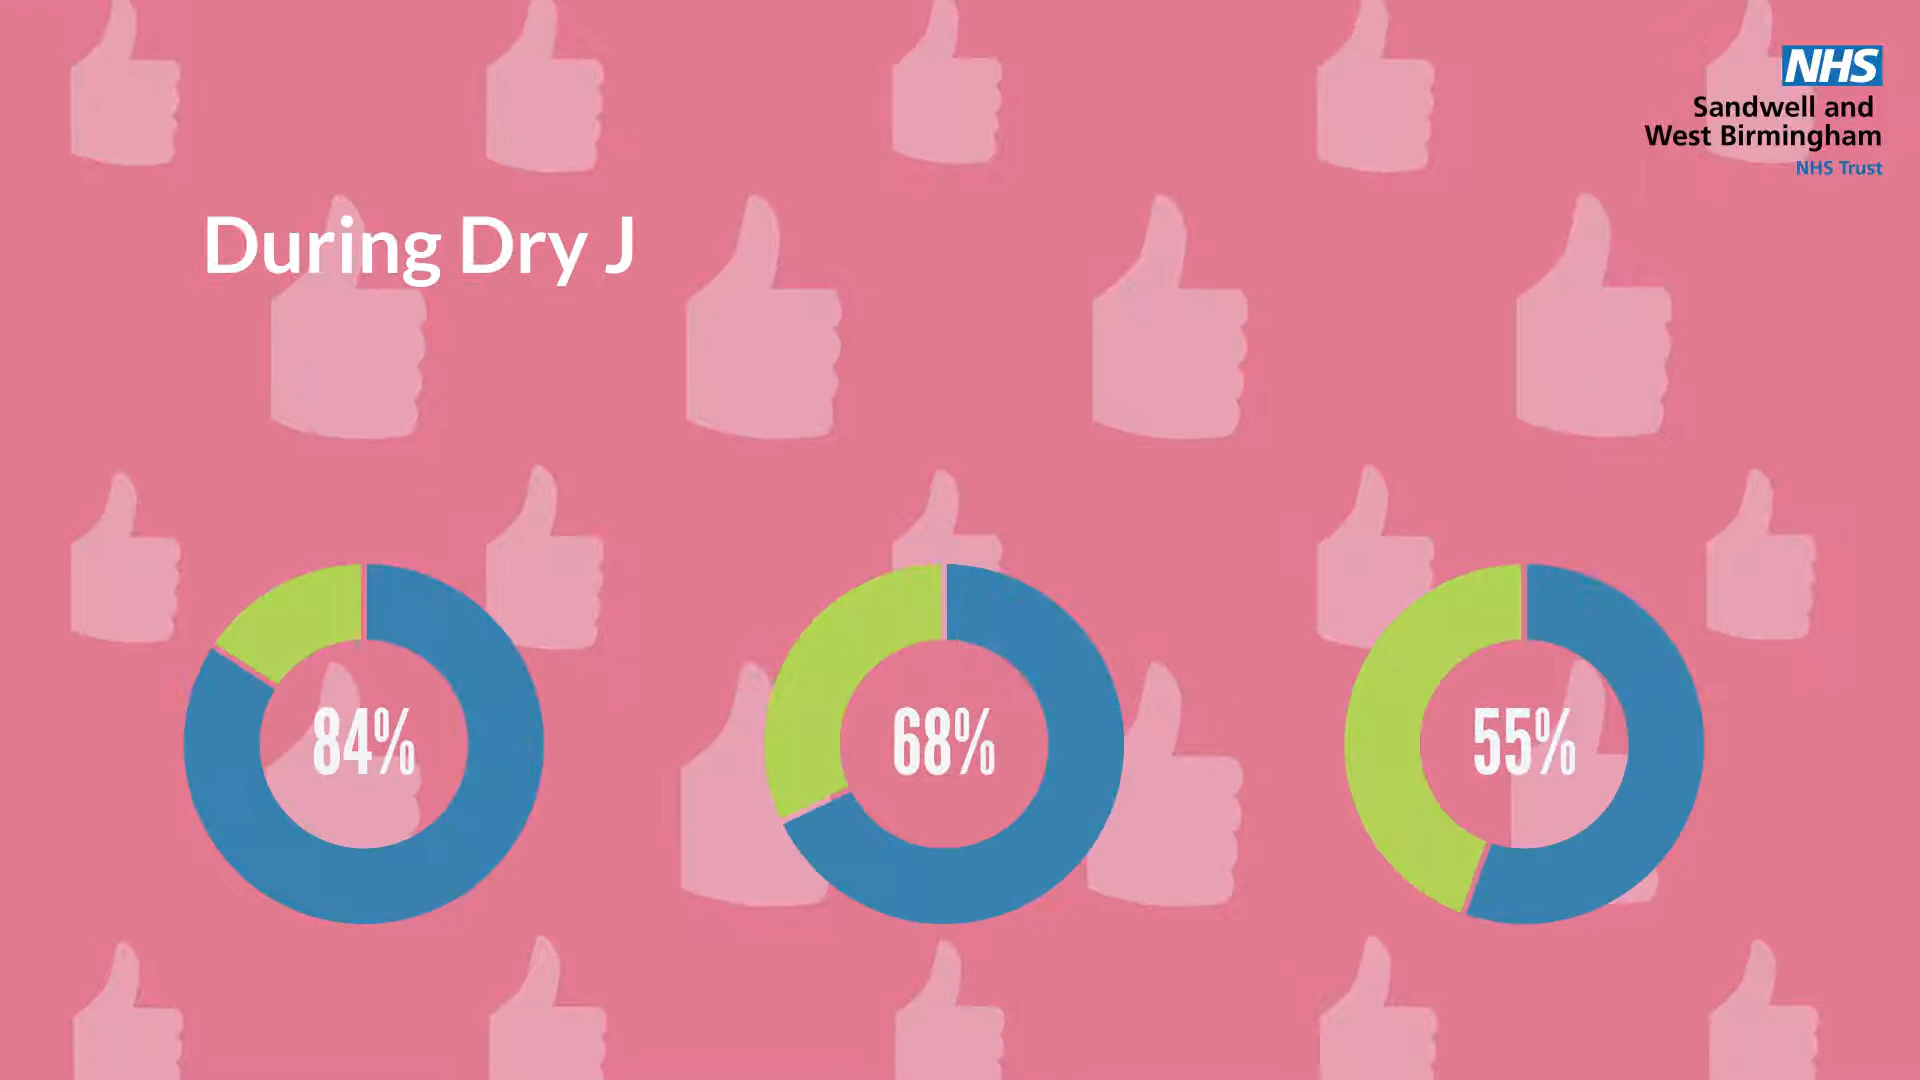 NHS
Sandwell and
West Birmingham
NHS Trust
During Dry J
84%
68%
55%